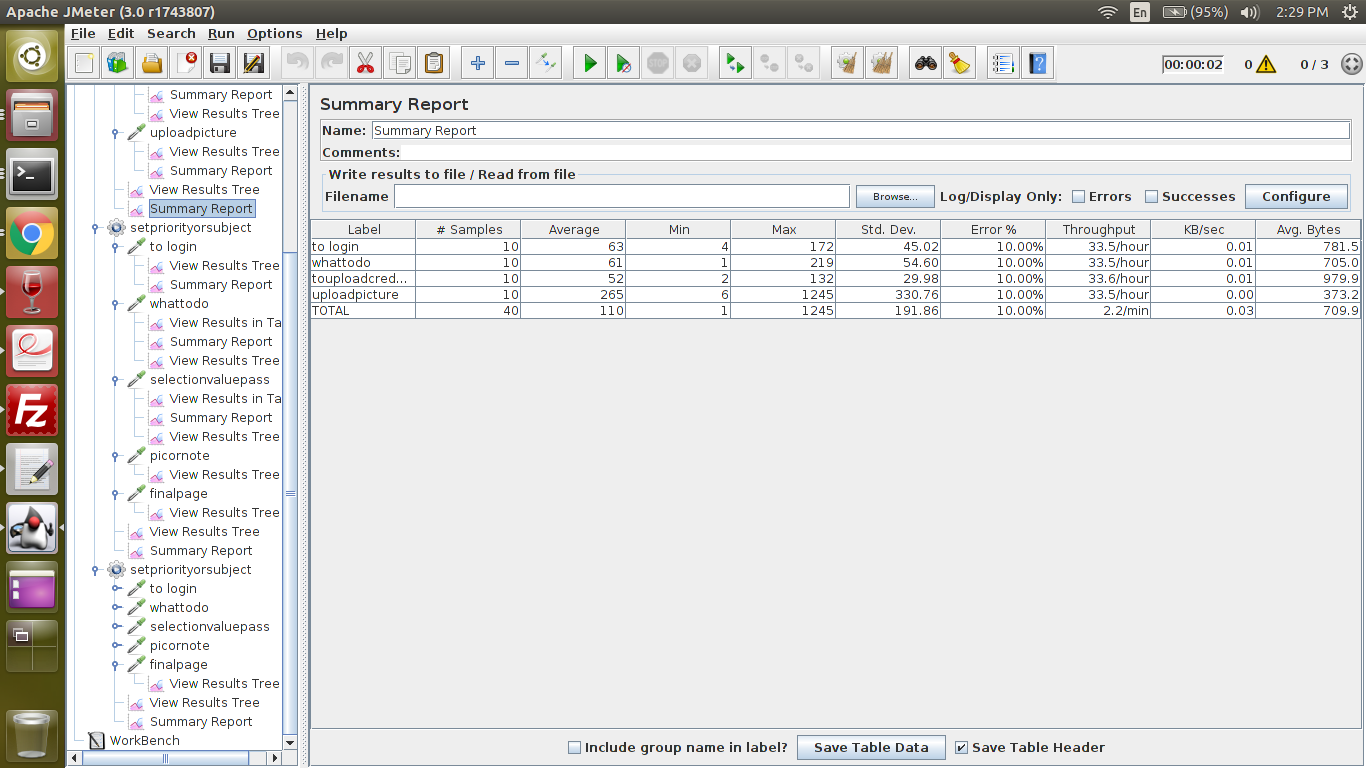 Apache JMeter (3.0 r1743807) En (95%) 2:29 PM
File Edit Search Run Options Help
00:00:02 0 0 / 3
Summary Report
View Results Tree
uploadpicture
View Results Tree
Summary Report
View Results Tree
Summary Report
setpriorityorsubject
to login
View Results Tree
Summary Report
whattodo
View Results in Ta
Summary Report
View Results Tree
selectionvaluepass
View Results in Ta
Summary Report
View Results Tree
picornote
View Results Tree
finalpage
View Results Tree
View Results Tree
Summary Report
setpriorityorsubject
to login
whattodo
selectionvaluepass
picornote
finalpage
View Results Tree
View Results Tree
Summary Report
WorkBench
Summary Report
Name: Summary Report
Comments:
Write results to file / Read from file
Filename Browse... Log/Display Only: Errors Successes Configure
Label # Samples Average Min Max Std. Dev. Error % Throughput KB/sec Avg. Bytes
to login 10 63 4 172 45.02 10.00% 33.5/hour 0.01 781.5
whattodo 10 61 1 219 54.60 10.00% 33.5/hour 0.01 705.0
touploadcred... 10 52 2 132 29.98 10.00% 33.6/hour 0.01 979.9
uploadpicture 10 265 6 1245 330.76 10.00% 33.5/hour 0.00 373.2
TOTAL 40 110 1 1245 191.86 10.00% 2.2/min 0.03 709.9
Include group name in label? Save Table Data Save Table Header